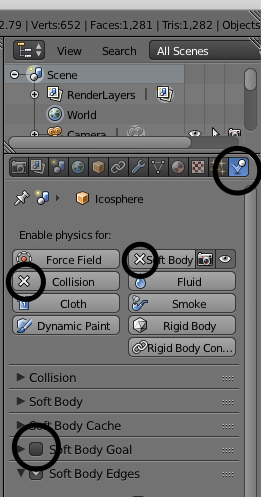 2.79 | Verts:652 | Faces:1,281 | Tris:1,282 | Objects
View Search All Scenes
Scene
RenderLayers |
World
Camera
Icosphere
Enable physics for:
Force Field Soft Body
Collision Fluid
Cloth Smoke
Dynamic Paint Rigid Body
Rigid Body Con...
Collision
Soft Body
Soft Body Cache
Soft Body Goal
Soft Body Edges